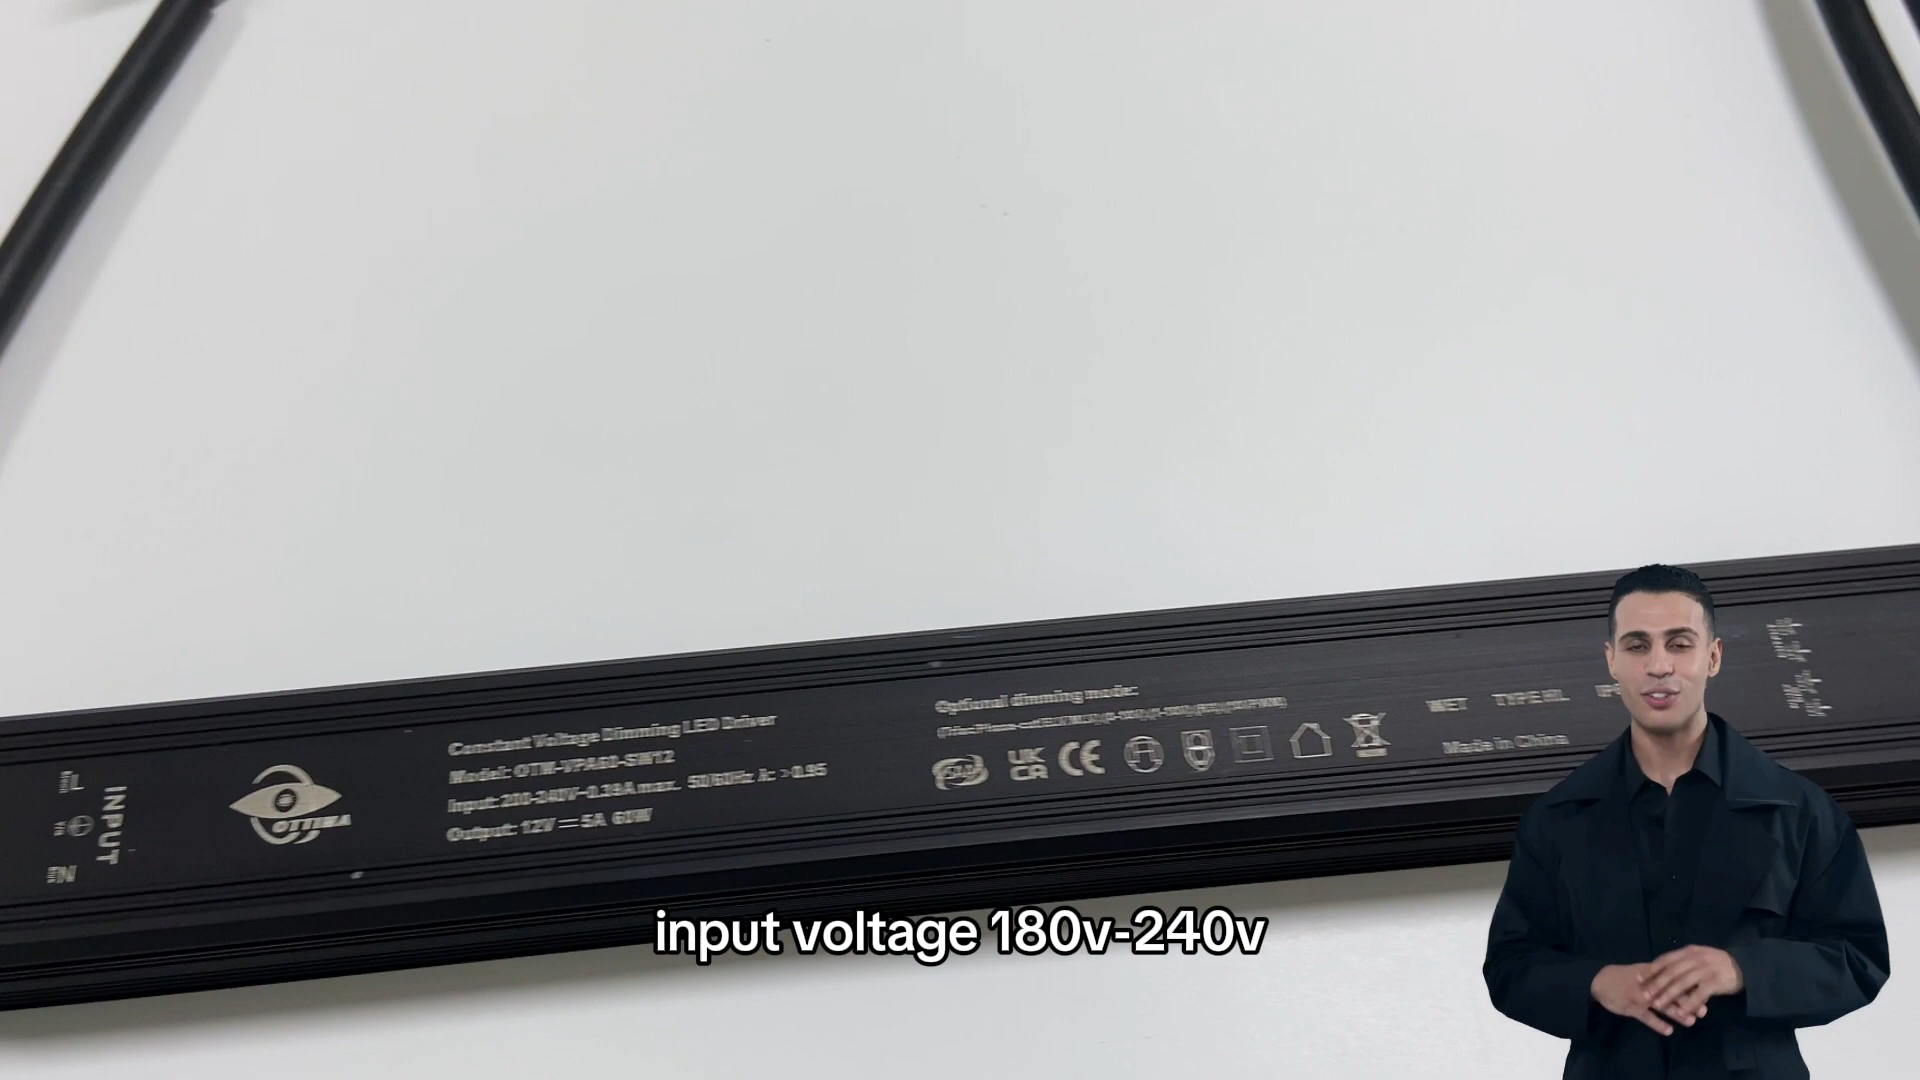 L
N
INPUT
OTTIMA
Constant Voltage Dimming LED Driver
Model: OTM-VPA60-SW12
Input: 200-240V~0.39A max. 50/60Hz λ: >0.95
Output: 12V 5A 60W
Optional dimming mode:
UK
CA
CE
WET TYPE HL
Made in China
input voltage 180v-240v